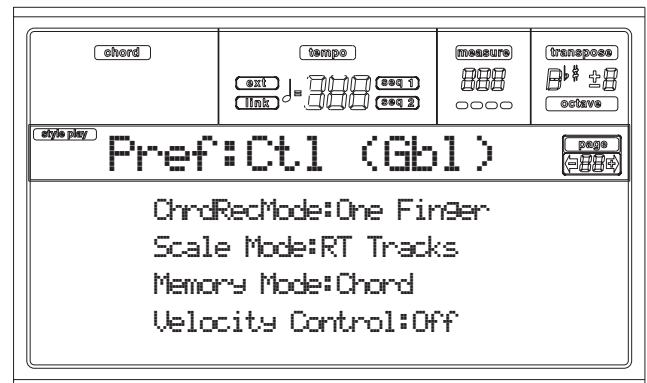 chord tempo measure transpose
ext seq 1
link seq 2
octave
style play
Pref:Ctl (Gbl)
page
ChrdRecMode:One Finger
Scale Mode:RT Tracks
Memory Mode:Chord
Velocity Control:Off